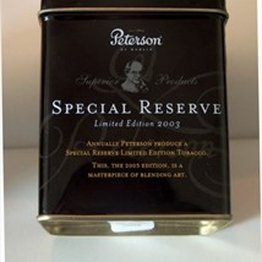 Peterson
OF DUBLIN
Superior Products
SPECIAL RESERVE
Limited Edition 2003
ANNUALLY PETERSON PRODUCE A
SPECIAL RESERVE LIMITED EDITION TOBACCO.
THIS, THE 2003 EDITION, IS A
MASTERPIECE OF BLENDING ART.